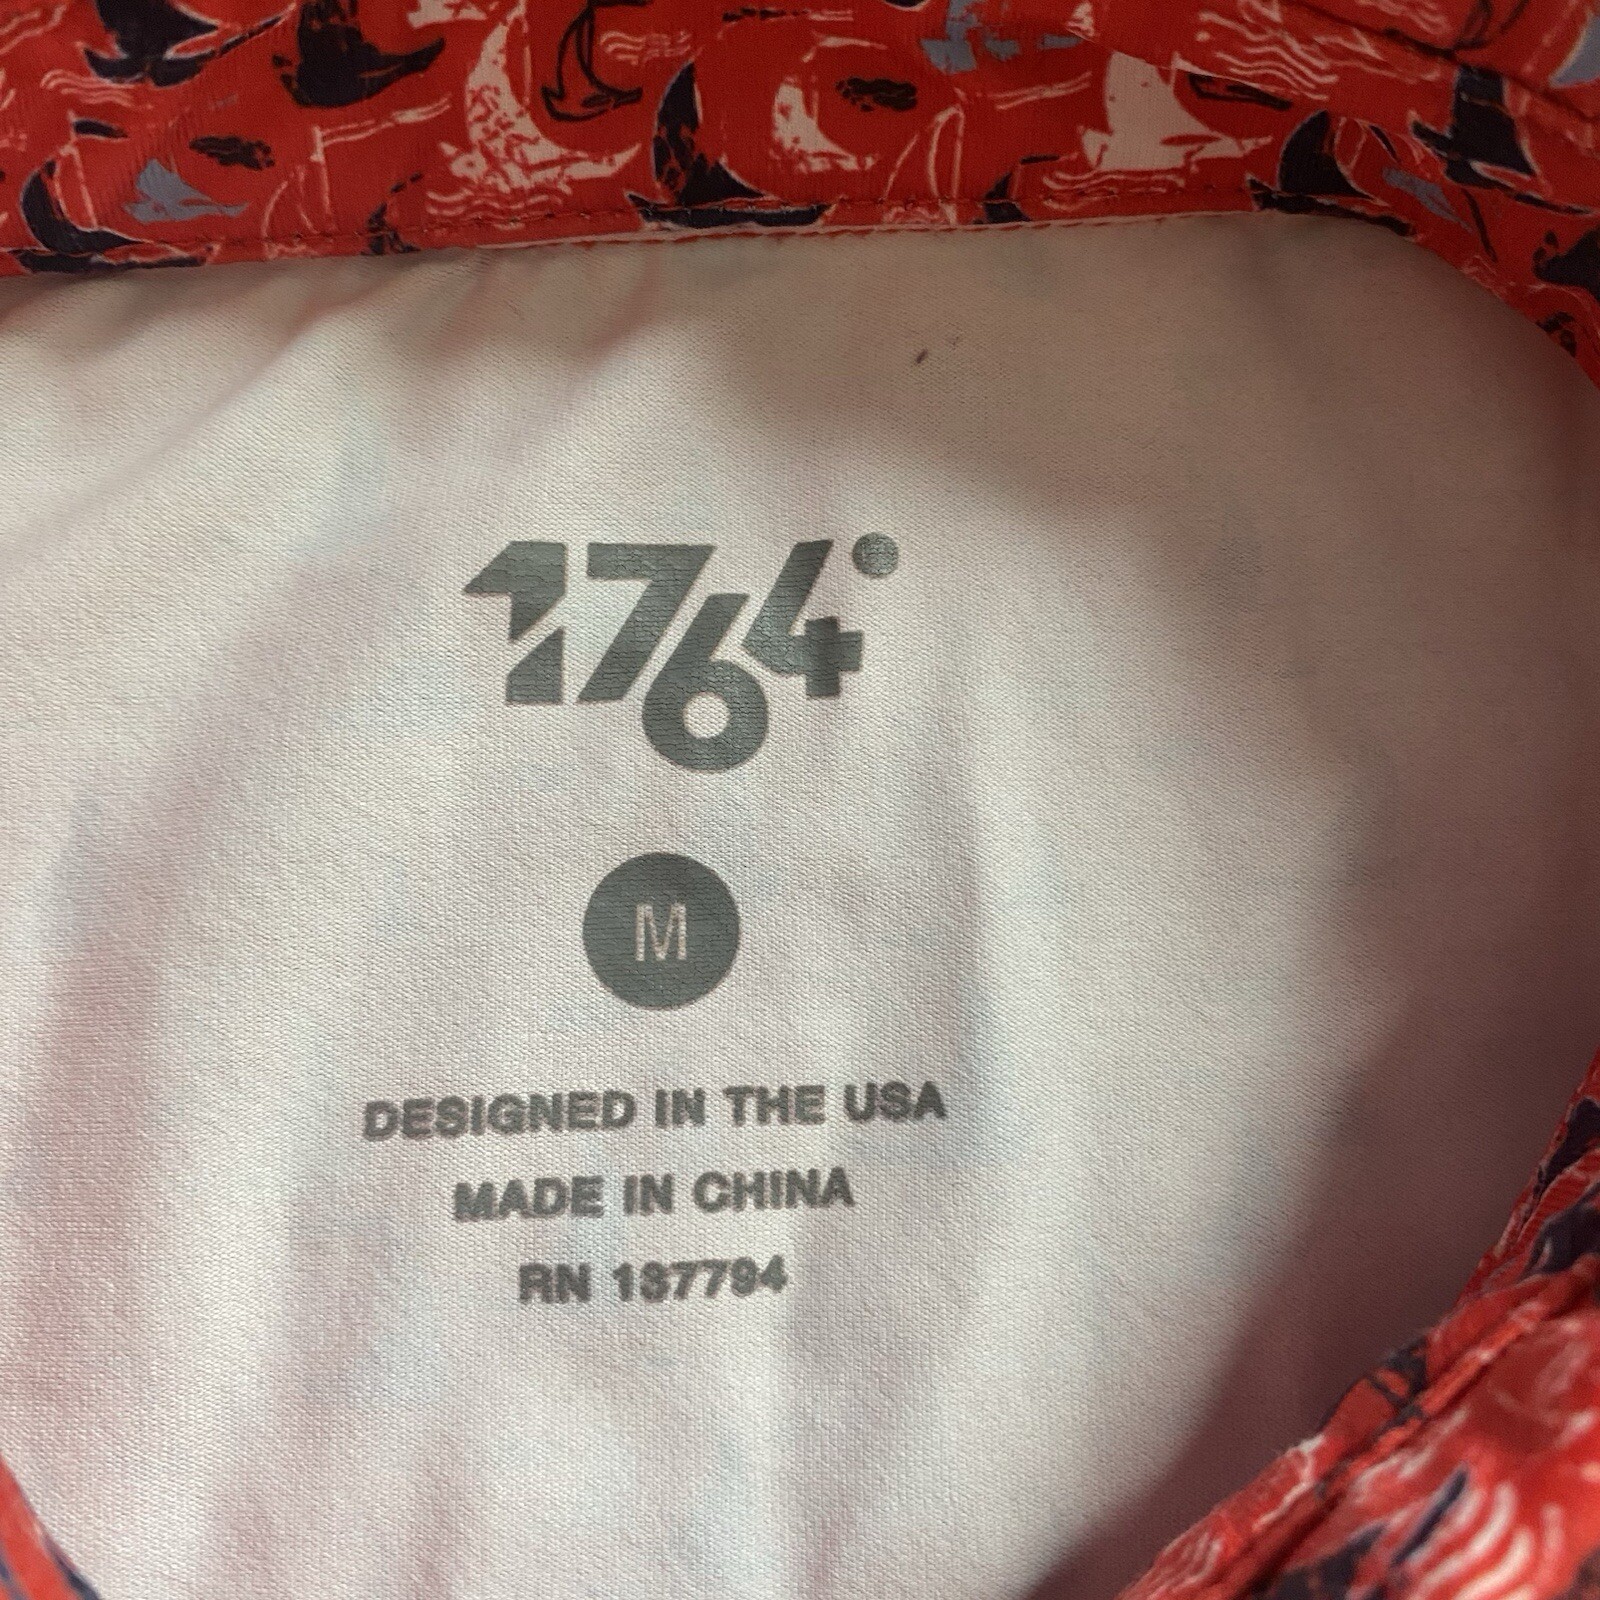 1764°
M
DESIGNED IN THE USA
MADE IN CHINA
RN 137794